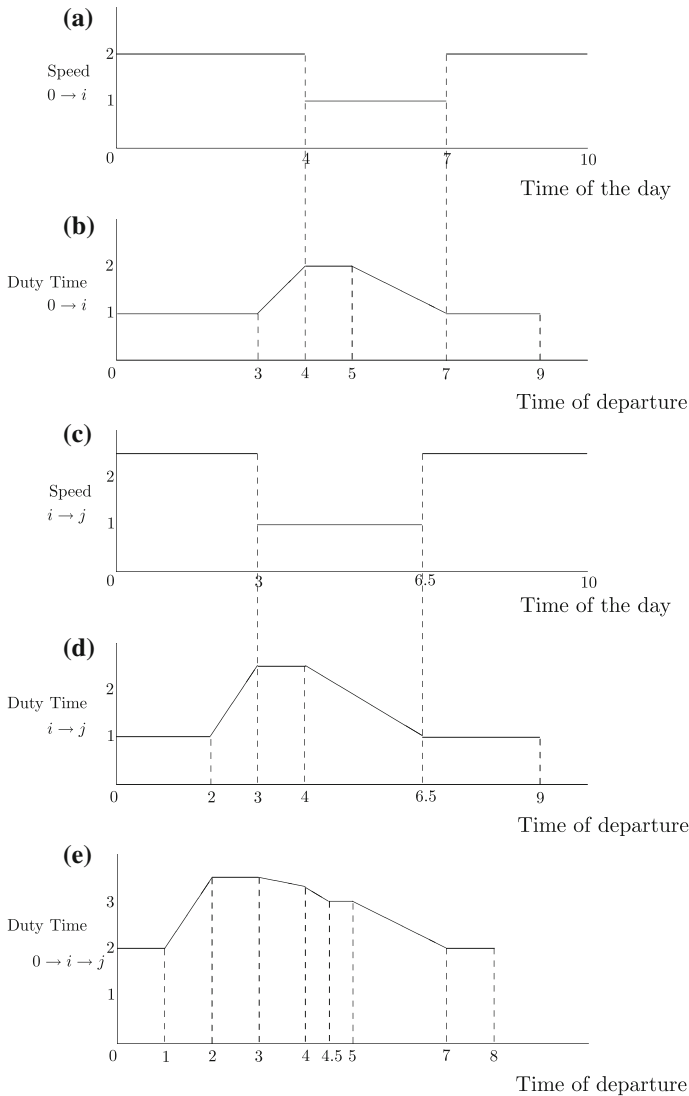 (a)
2
Speed
0 → i
1
0 4 7 10
Time of the day
(b)
Duty Time
2
0 → i
1
0 3 4 5 7 9
Time of departure
(c)
2
Speed
i → j
1
0 3 6.5 10
Time of the day
(d)
2
Duty Time
i → j
1
0 2 3 4 6.5 9
Time of departure
(e)
3
Duty Time
2
0 → i → j
1
0 1 2 3 4 4.5 5 7 8
Time of departure